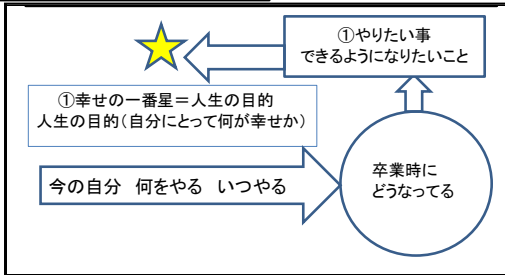 ①やりたい事
できるようになりたいこと
①幸せの一番星＝人生の目的
人生の目的（自分にとって何が幸せか）
今の自分　何をやる　いつやる
卒業時に
どうなってる